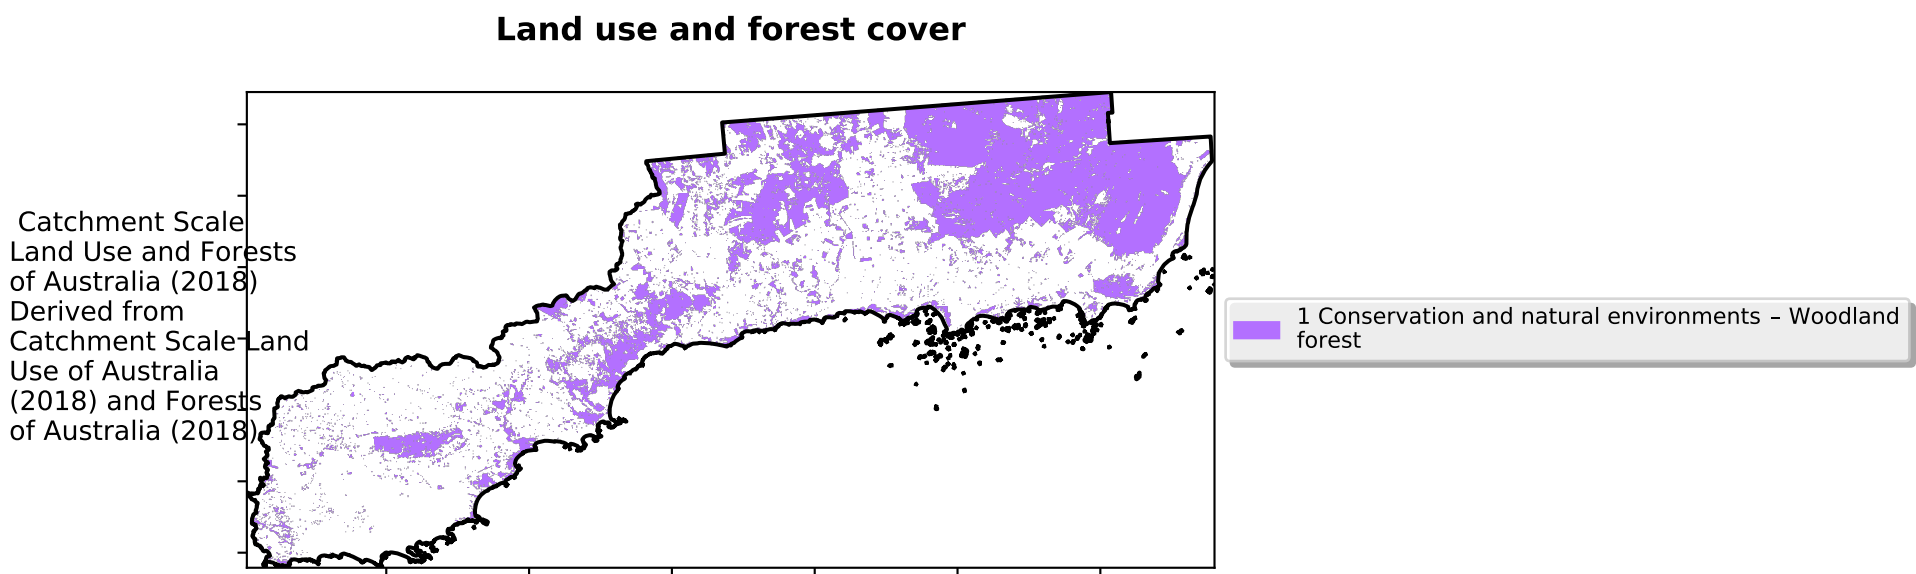 Land use and forest cover
Catchment Scale
Land Use and Forests
of Australia (2018)
Derived from
Catchment Scale Land
Use of Australia
(2018) and Forests
of Australia (2018)
1 Conservation and natural environments – Woodland
forest